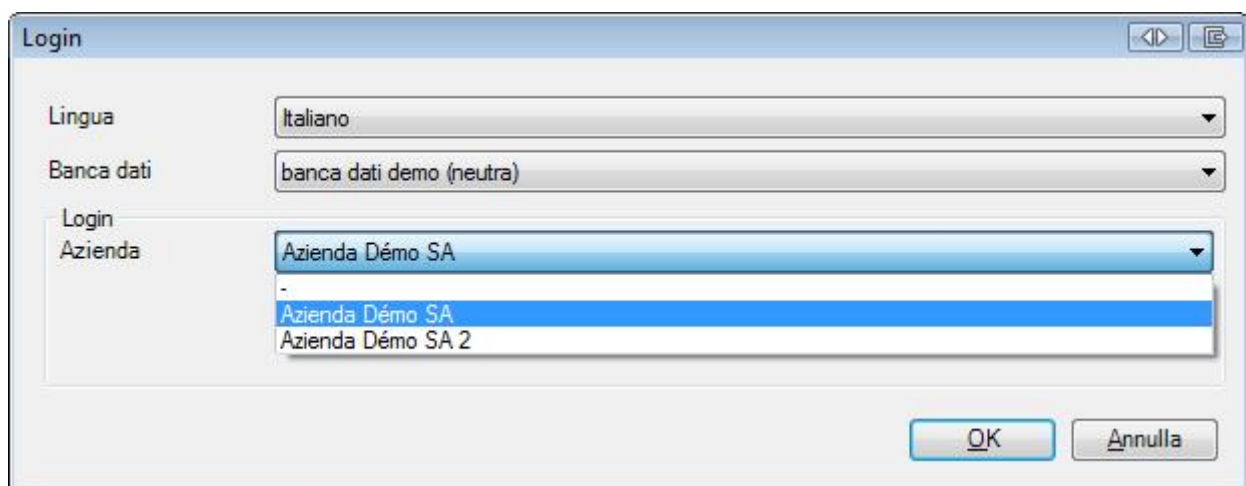 Login
Lingua Italiano
Banca dati banca dati demo (neutra)
Login
Azienda Azienda Démo SA
-
Azienda Démo SA
Azienda Démo SA 2
OK Annulla